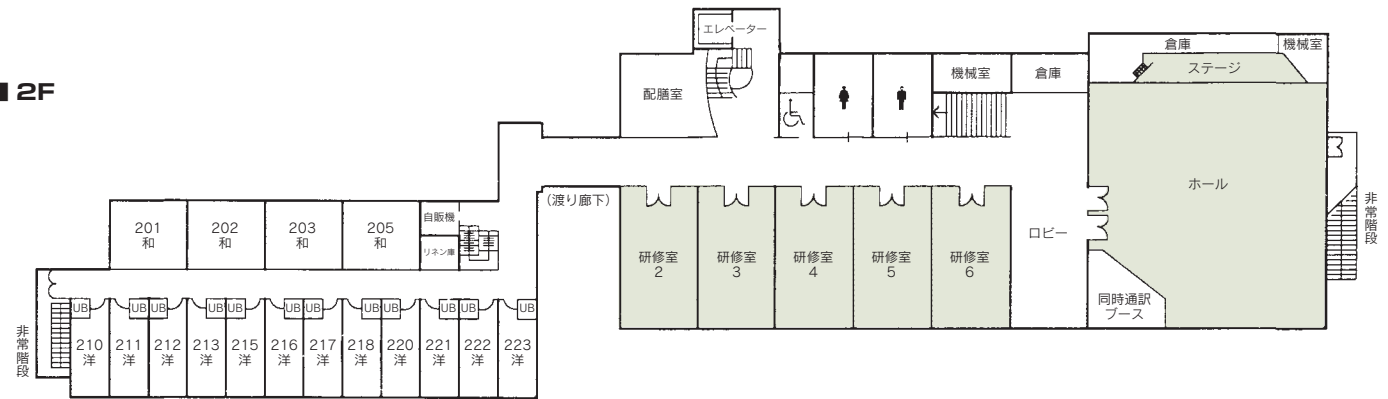 ■ 2F
エレベーター
配膳室
機械室
倉庫
倉庫
機械室
ステージ
ホール
非常階段
(渡り廊下)
研修室
2
研修室
3
研修室
4
研修室
5
研修室
6
ロビー
同時通訳
ブース
201
和
202
和
203
和
205
和
自販機
リネン庫
非常階段
UB
UB
UB
UB
UB
UB
UB
UB
UB
UB
UB
UB
210
洋
211
洋
212
洋
213
洋
215
洋
216
洋
217
洋
218
洋
220
洋
221
洋
222
洋
223
洋